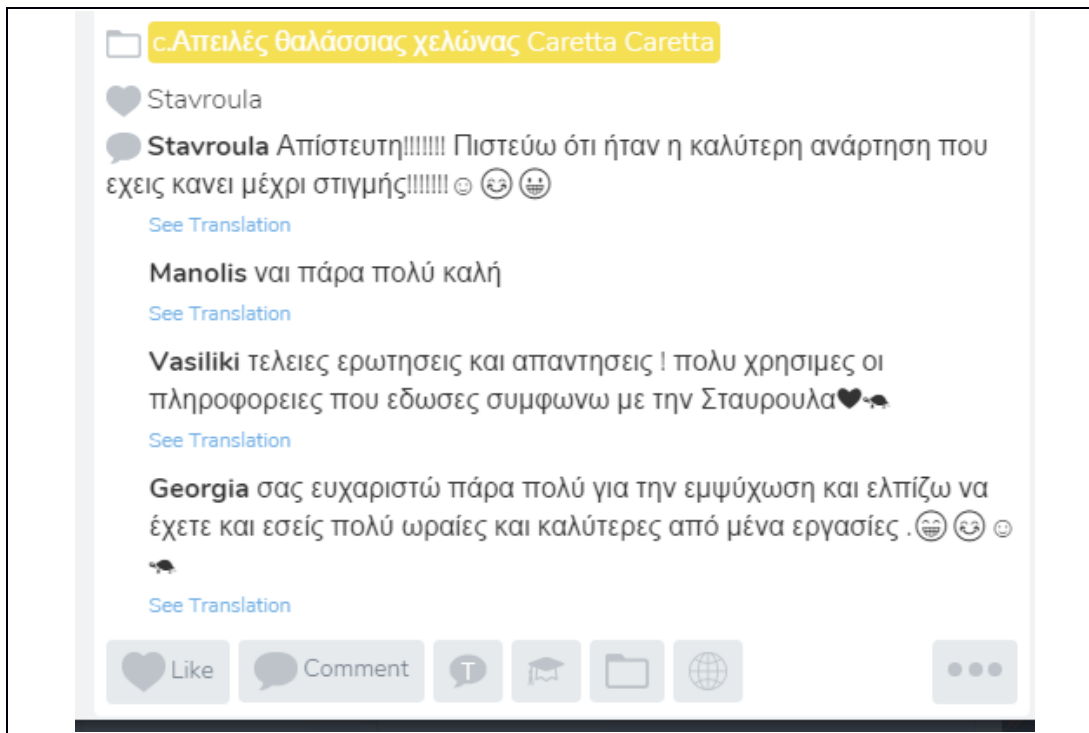 c.Απειλές θαλάσσιας χελώνας Caretta Caretta
Stavroula
Stavroula Απίστευτη!!!!!!! Πιστεύω ότι ήταν η καλύτερη ανάρτηση που
εχεις κανει μέχρι στιγμής!!!!!!!☺😊😀
See Translation
Manolis ναι πάρα πολύ καλή
See Translation
Vasiliki τελειες ερωτησεις και απαντησεις ! πολυ χρησιμες οι
πληροφορειες που εδωσες συμφωνω με την Σταυρουλα♥🐢
See Translation
Georgia σας ευχαριστώ πάρα πολύ για την εμψύχωση και ελπίζω να
έχετε και εσείς πολύ ωραίες και καλύτερες από μένα εργασίες .😁😊☺
🐢
See Translation
Like Comment T